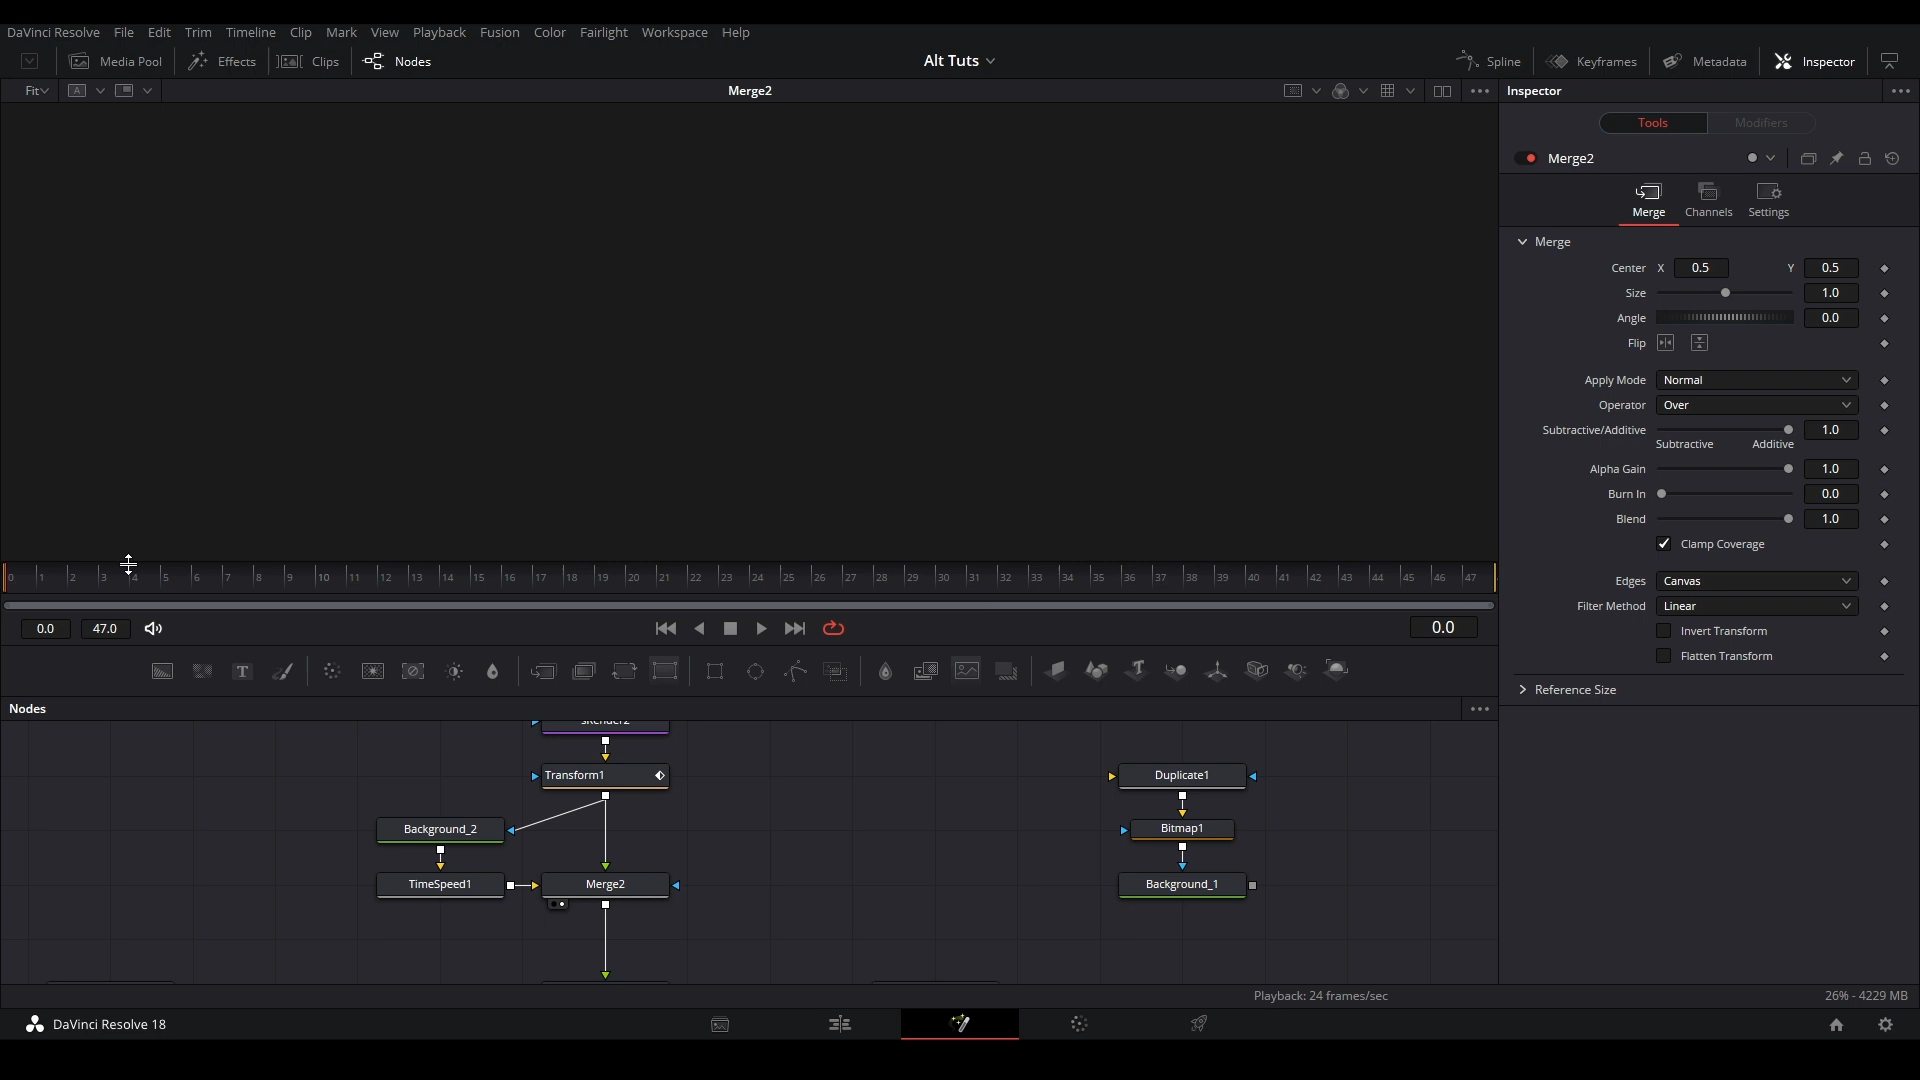 DaVinci Resolve File Edit Trim Timeline Clip Mark View Playback Fusion Color Fairlight Workspace Help
Media Pool Effects Clips Nodes Alt Tuts Spline Keyframes Metadata Inspector
Fit A Merge2 Inspector
Tools Modifiers
Merge2
Merge Channels Settings
Merge
Center X 0.5 Y 0.5
Size 1.0
Angle 0.0
Flip
Apply Mode Normal
Operator Over
Subtractive/Additive 1.0
Subtractive Additive
Alpha Gain 1.0
Burn In 0.0
Blend 1.0
Clamp Coverage
Edges Canvas
Filter Method Linear
Invert Transform
Flatten Transform
Reference Size
0 1 2 3 4 5 6 7 8 9 10 11 12 13 14 15 16 17 18 19 20 21 22 23 24 25 26 27 28 29 30 31 32 33 34 35 36 37 38 39 40 41 42 43 44 45 46 47
0.0 47.0 0.0
T T
Nodes
sRender2
Transform1 Duplicate1
Background_2 Bitmap1
TimeSpeed1 Merge2 Background_1
Playback: 24 frames/sec 26% - 4229 MB
DaVinci Resolve 18